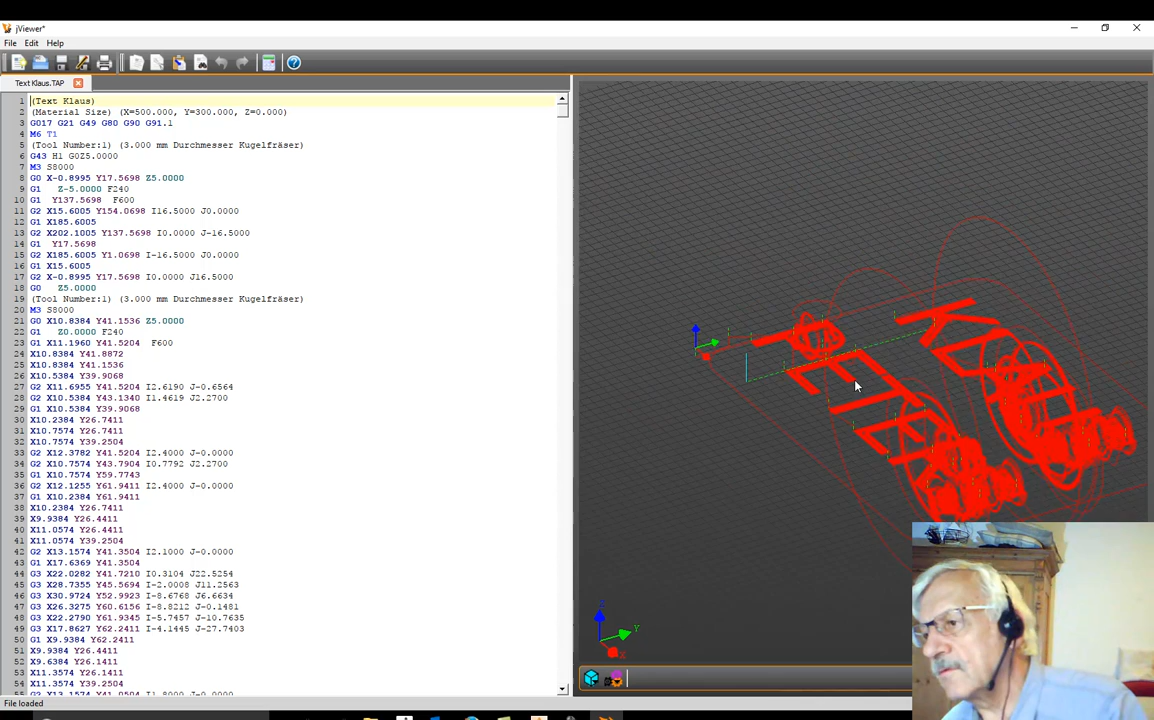 jViewer*
File Edit Help
Text Klaus.TAP
1 (Text Klaus)
2 (Material Size) (X=500.000, Y=300.000, Z=0.000)
3 G017 G21 G49 G80 G90 G91.1
4 M6 T1
5 (Tool Number:1) (3.000 mm Durchmesser Kugelfräser)
6 G43 H1 G0Z5.0000
7 M3 S8000
8 G0 X-0.8995 Y17.5698 Z5.0000
9 G1 Z-5.0000 F240
10 G1 Y137.5698 F600
11 G2 X15.6005 Y154.0698 I16.5000 J0.0000
12 G1 X185.6005
13 G2 X202.1005 Y137.5698 I0.0000 J-16.5000
14 G1 Y17.5698
15 G2 X185.6005 Y1.0698 I-16.5000 J0.0000
16 G1 X15.6005
17 G2 X-0.8995 Y17.5698 I0.0000 J16.5000
18 G0 Z5.0000
19 (Tool Number:1) (3.000 mm Durchmesser Kugelfräser)
20 M3 S8000
21 G0 X10.8384 Y41.1536 Z5.0000
22 G1 Z0.0000 F240
23 G1 X11.1960 Y41.5204 F600
24 X10.8384 Y41.8872
25 X10.8384 Y41.1536
26 X10.5384 Y39.9068
27 G2 X11.6955 Y41.5204 I2.6190 J-0.6564
28 G2 X10.5384 Y43.1340 I1.4619 J2.2700
29 G1 X10.5384 Y39.9068
30 X10.2384 Y26.7411
31 X10.7574 Y26.7411
32 X10.7574 Y39.2504
33 G2 X12.3782 Y41.5204 I2.4000 J-0.0000
34 G2 X10.7574 Y43.7904 I0.7792 J2.2700
35 G1 X10.7574 Y59.7743
36 G2 X12.1255 Y61.9411 I2.4000 J-0.0000
37 G1 X10.2384 Y61.9411
38 X10.2384 Y26.7411
39 X9.9384 Y26.4411
40 X11.0574 Y26.4411
41 X11.0574 Y39.2504
42 G2 X13.1574 Y41.3504 I2.1000 J-0.0000
43 G1 X17.6369 Y41.3504
44 G3 X22.0282 Y41.7210 I0.3104 J22.5254
45 G3 X28.7355 Y45.5694 I-2.0008 J11.2563
46 G3 X30.9724 Y52.9923 I-8.6768 J6.6634
47 G3 X26.3275 Y60.6156 I-8.8212 J-0.1481
48 G3 X22.2790 Y61.9345 I-5.7457 J-10.7635
49 G3 X17.8627 Y62.2411 I-4.1445 J-27.7403
50 G1 X9.9384 Y62.2411
51 X9.9384 Y26.4411
52 X9.6384 Y26.1411
53 X11.3574 Y26.1411
54 X11.3574 Y39.2504
55 G2 X13.1574 Y41.0504 I1.8000 J-0.0000
File loaded
Y
X